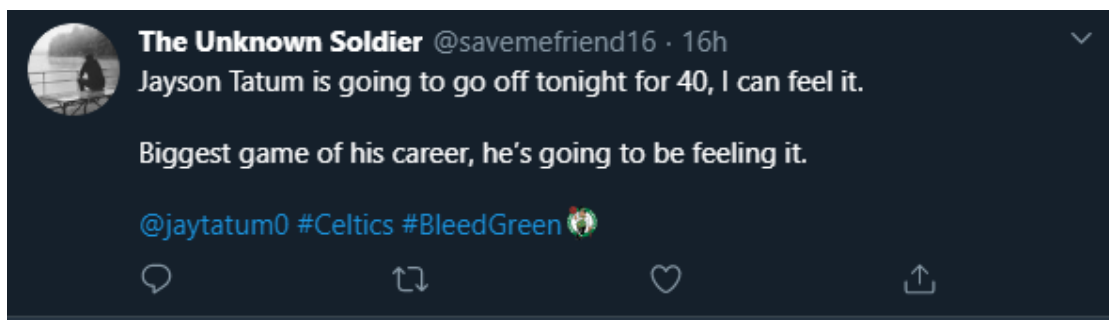 The Unknown Soldier @savemefriend16 · 16h
Jayson Tatum is going to go off tonight for 40, I can feel it.
Biggest game of his career, he's going to be feeling it.
@jaytatum0 #Celtics #BleedGreen